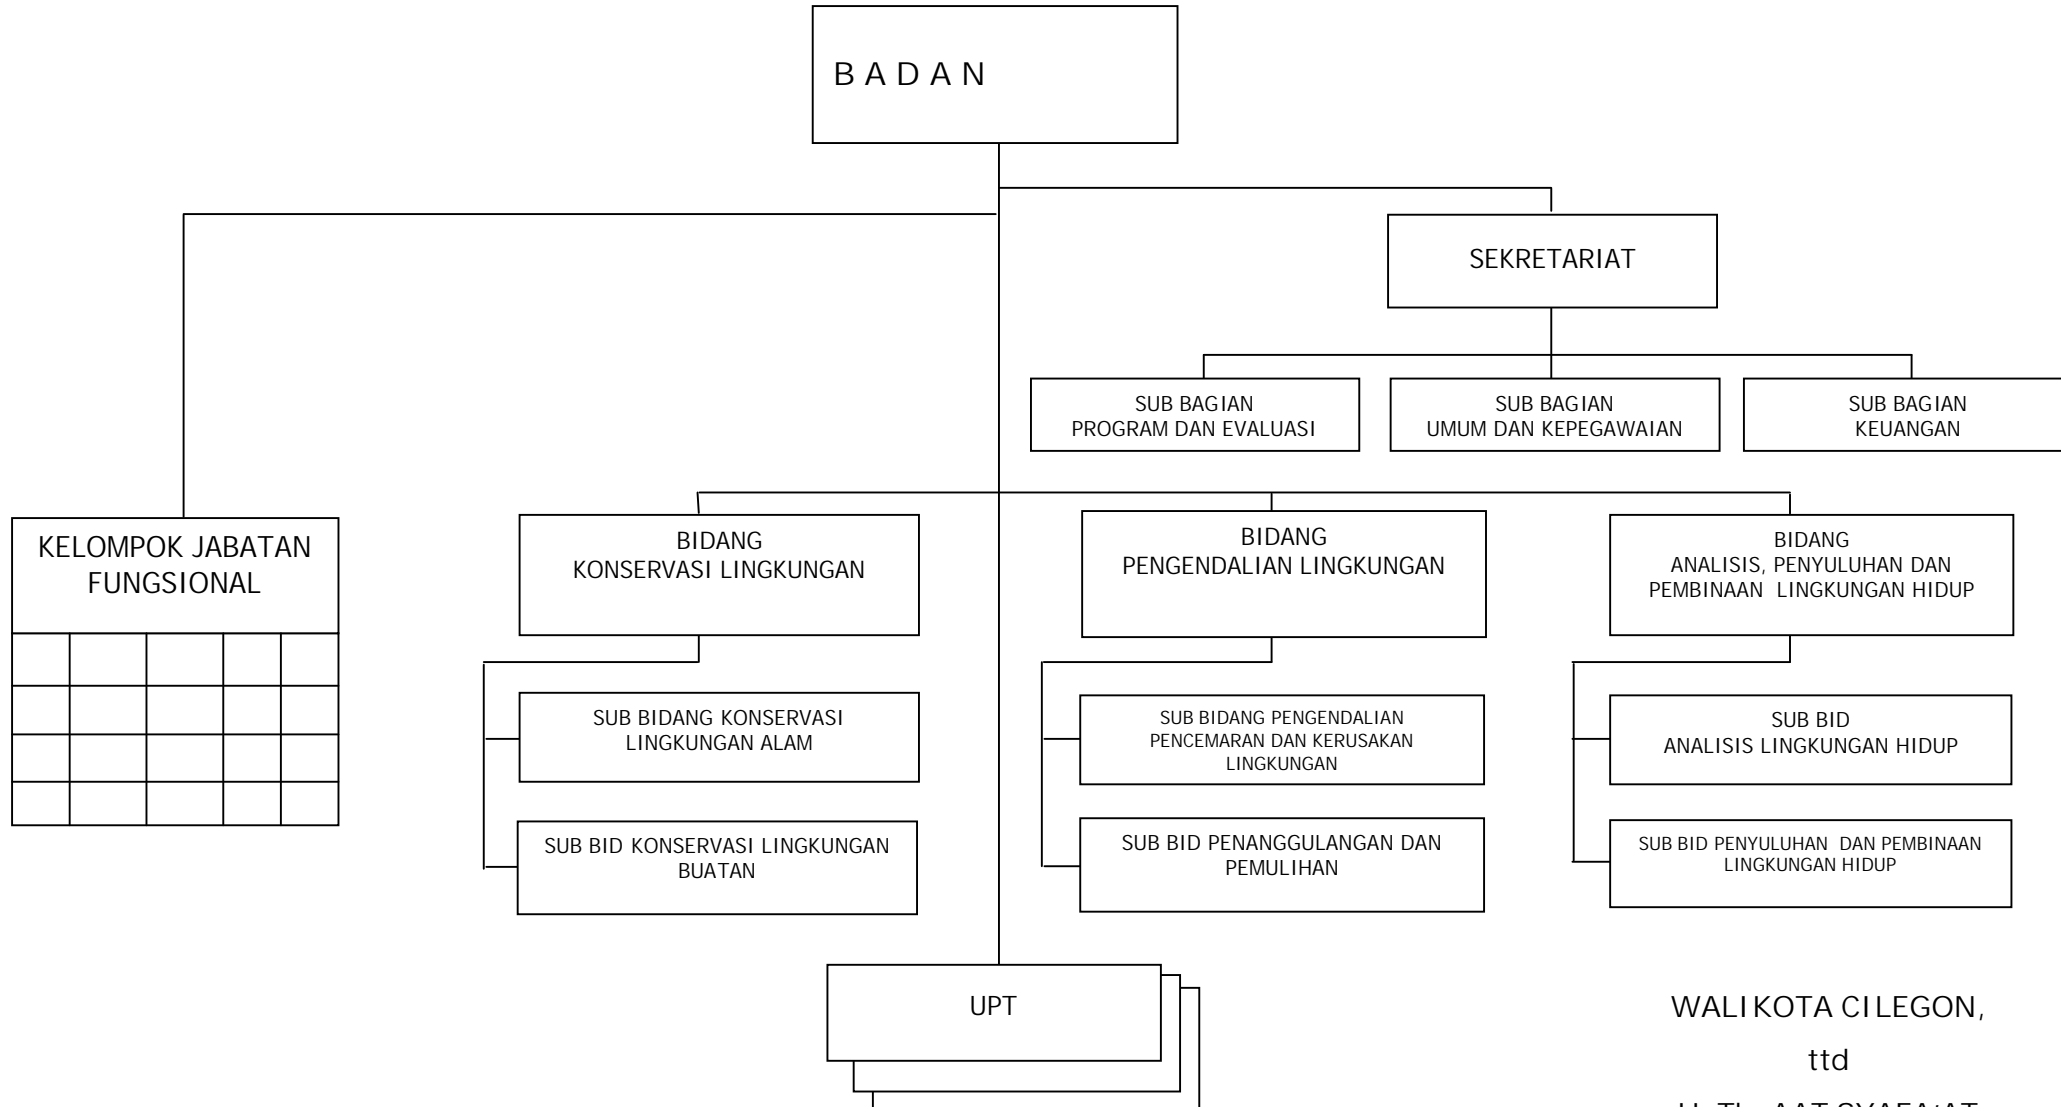 B A D A N
SEKRETARIAT
SUB BAGIAN
PROGRAM DAN EVALUASI
SUB BAGIAN
UMUM DAN KEPEGAWAIAN
SUB BAGIAN
KEUANGAN
KELOMPOK JABATAN
FUNGSIONAL
BIDANG
KONSERVASI LINGKUNGAN
BIDANG
PENGENDALIAN LINGKUNGAN
BIDANG
ANALISIS, PENYULUHAN DAN
PEMBINAAN LINGKUNGAN HIDUP
SUB BIDANG KONSERVASI
LINGKUNGAN ALAM
SUB BIDANG PENGENDALIAN
PENCEMARAN DAN KERUSAKAN
LINGKUNGAN
SUB BID
ANALISIS LINGKUNGAN HIDUP
SUB BID KONSERVASI LINGKUNGAN
BUATAN
SUB BID PENANGGULANGAN DAN
PEMULIHAN
SUB BID PENYULUHAN DAN PEMBINAAN
LINGKUNGAN HIDUP
UPT
WALIKOTA CILEGON,
ttd